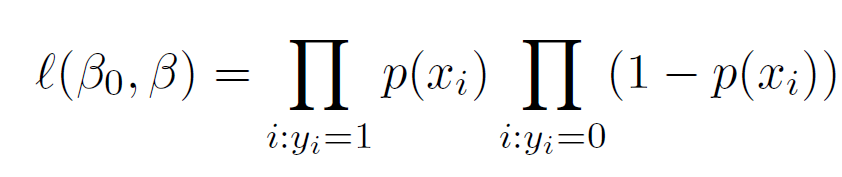 ℓ(β₀, β) = ∏_{i:yᵢ=1} p(xᵢ) ∏_{i:yᵢ=0} (1 − p(xᵢ))